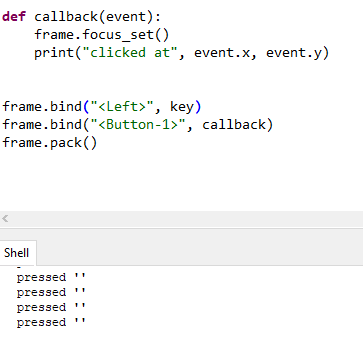 def callback(event):
    frame.focus_set()
    print("clicked at", event.x, event.y)
frame.bind("<Left>", key)
frame.bind("<Button-1>", callback)
frame.pack()
<
Shell
pressed ''
pressed ''
pressed ''
pressed ''